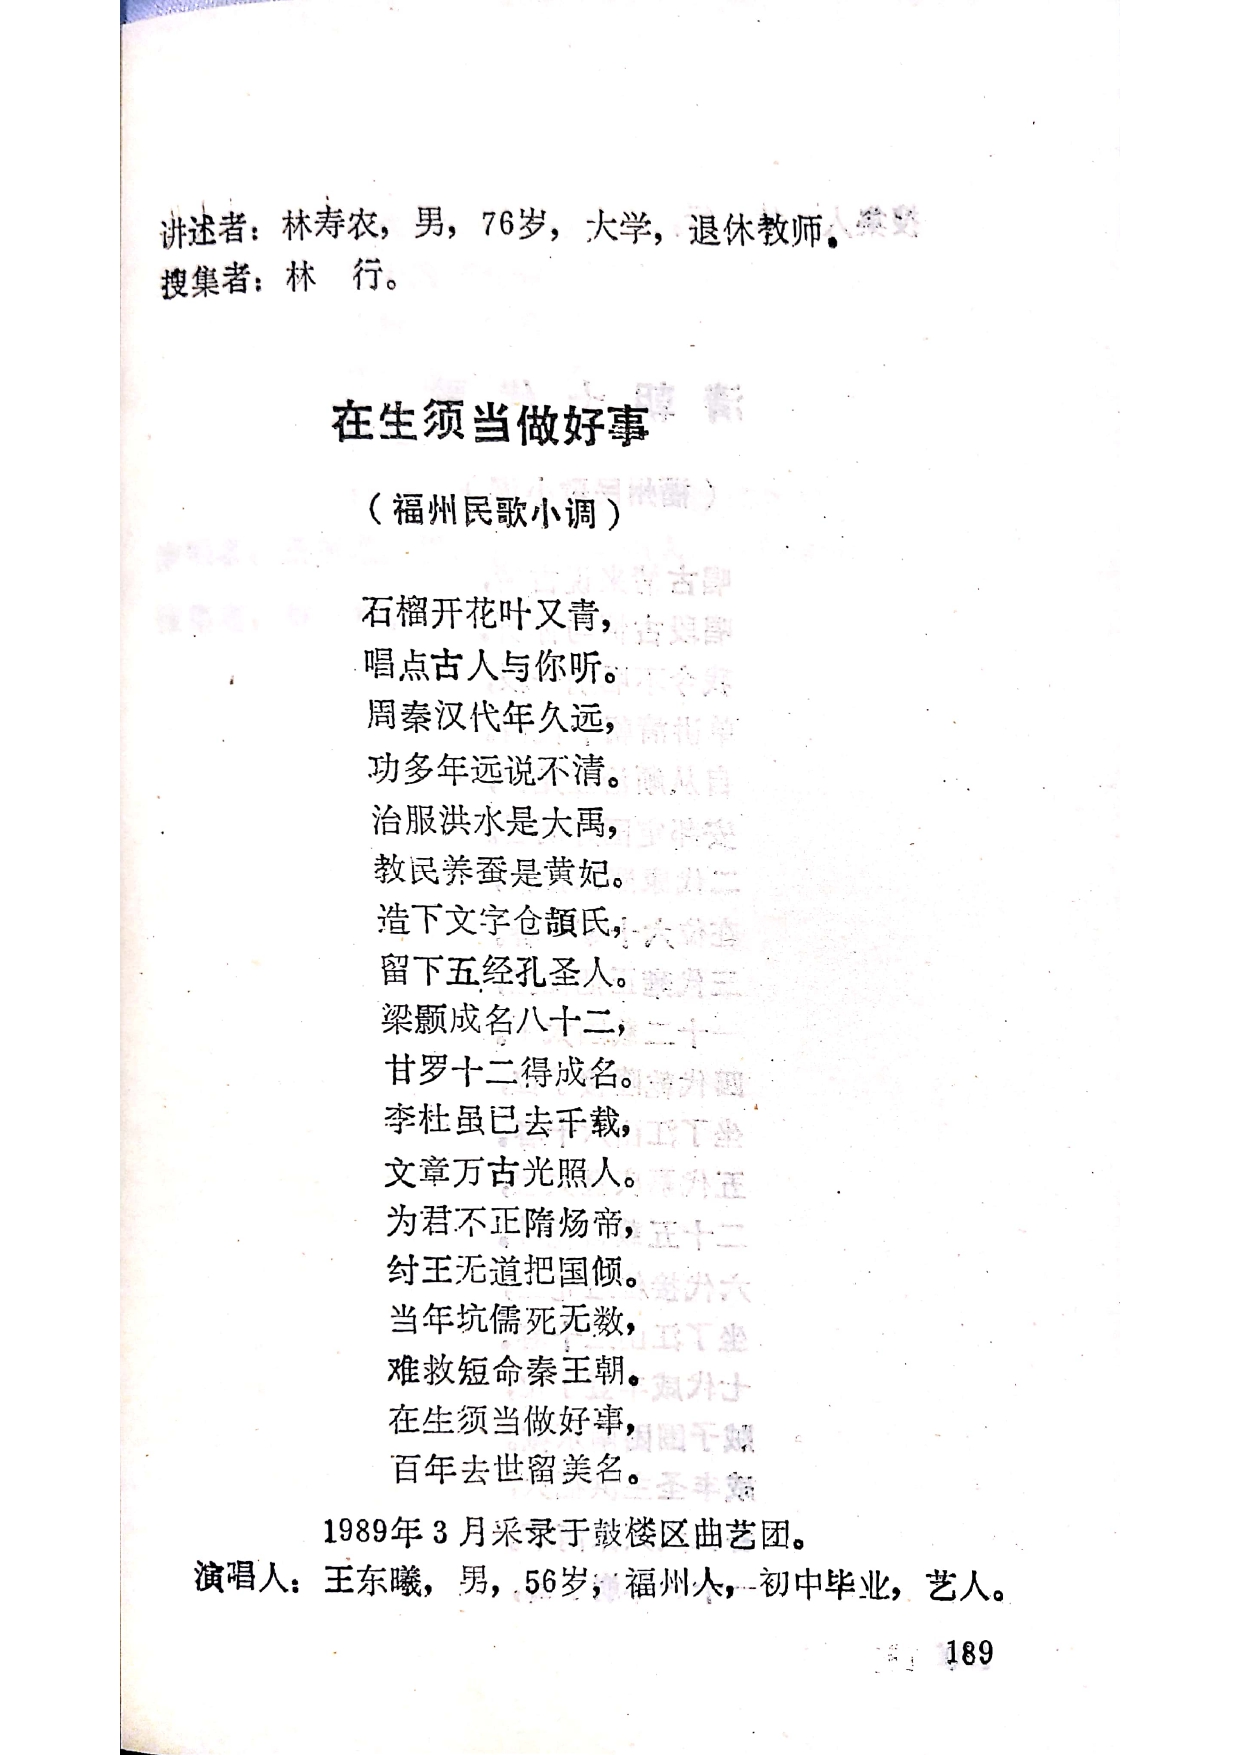 讲述者：林寿农，男，76岁，大学，退休教师。
搜集者：林　行。
在生须当做好事
（福州民歌小调）
石榴开花叶又青，
唱点古人与你听。
周秦汉代年久远，
功多年远说不清。
治服洪水是大禹，
教民养蚕是黄妃。
造下文字仓頡氏，
留下五经孔圣人。
梁颢成名八十二，
甘罗十二得成名。
李杜虽已去千载，
文章万古光照人。
为君不正隋炀帝，
纣王无道把国倾。
当年坑儒死无数，
难救短命秦王朝。
在生须当做好事，
百年去世留美名。
1989年3月采录于鼓楼区曲艺团。
演唱人：王东曦，男，56岁，福州人，初中毕业，艺人。
189